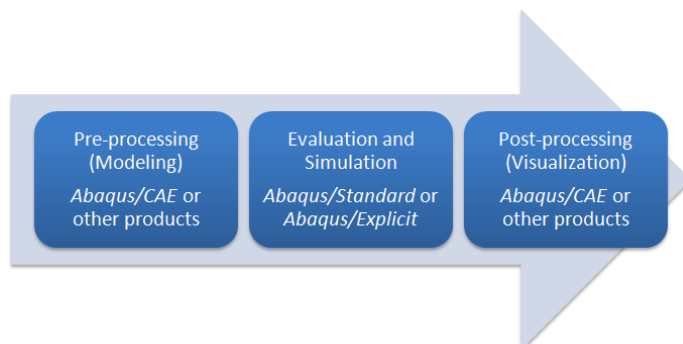 Pre-processing
(Modeling)
Abaqus/CAE or
other products
Evaluation and
Simulation
Abaqus/Standard or
Abaqus/Explicit
Post-processing
(Visualization)
Abaqus/CAE or
other products